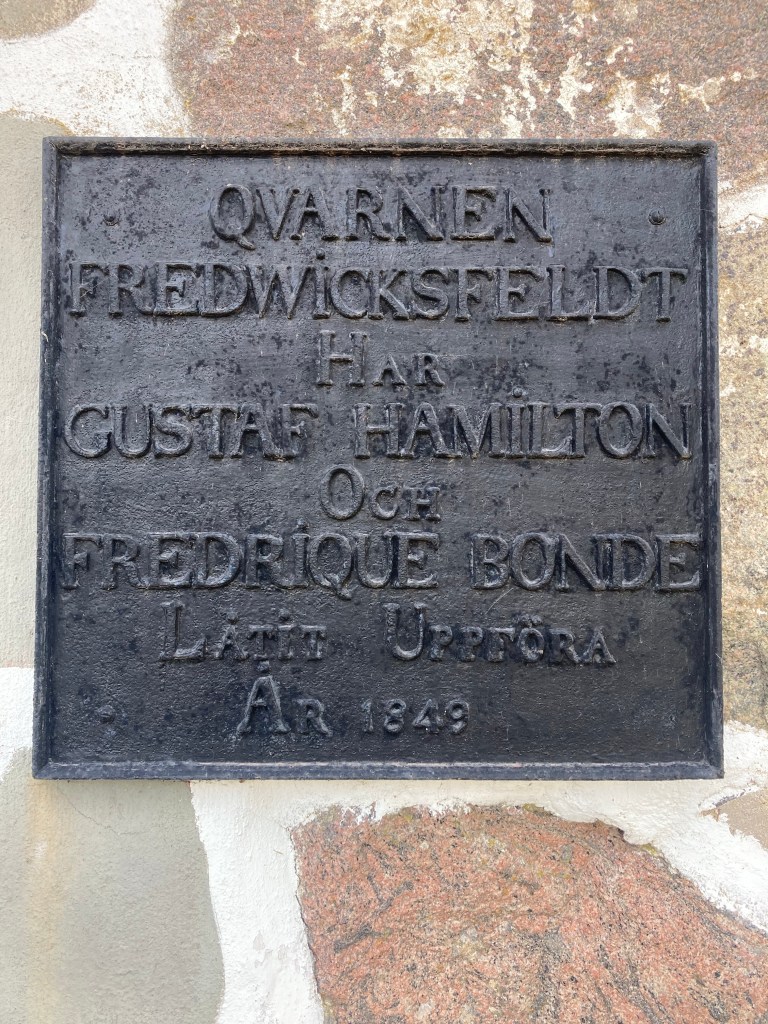 QVARNEN
FREDWiCKSFELDT
HAR
GUSTAF HAMiLTON
OCH
FREDRiQUE BONDE
LÅTiT UPPFÖRA
ÅR 1849